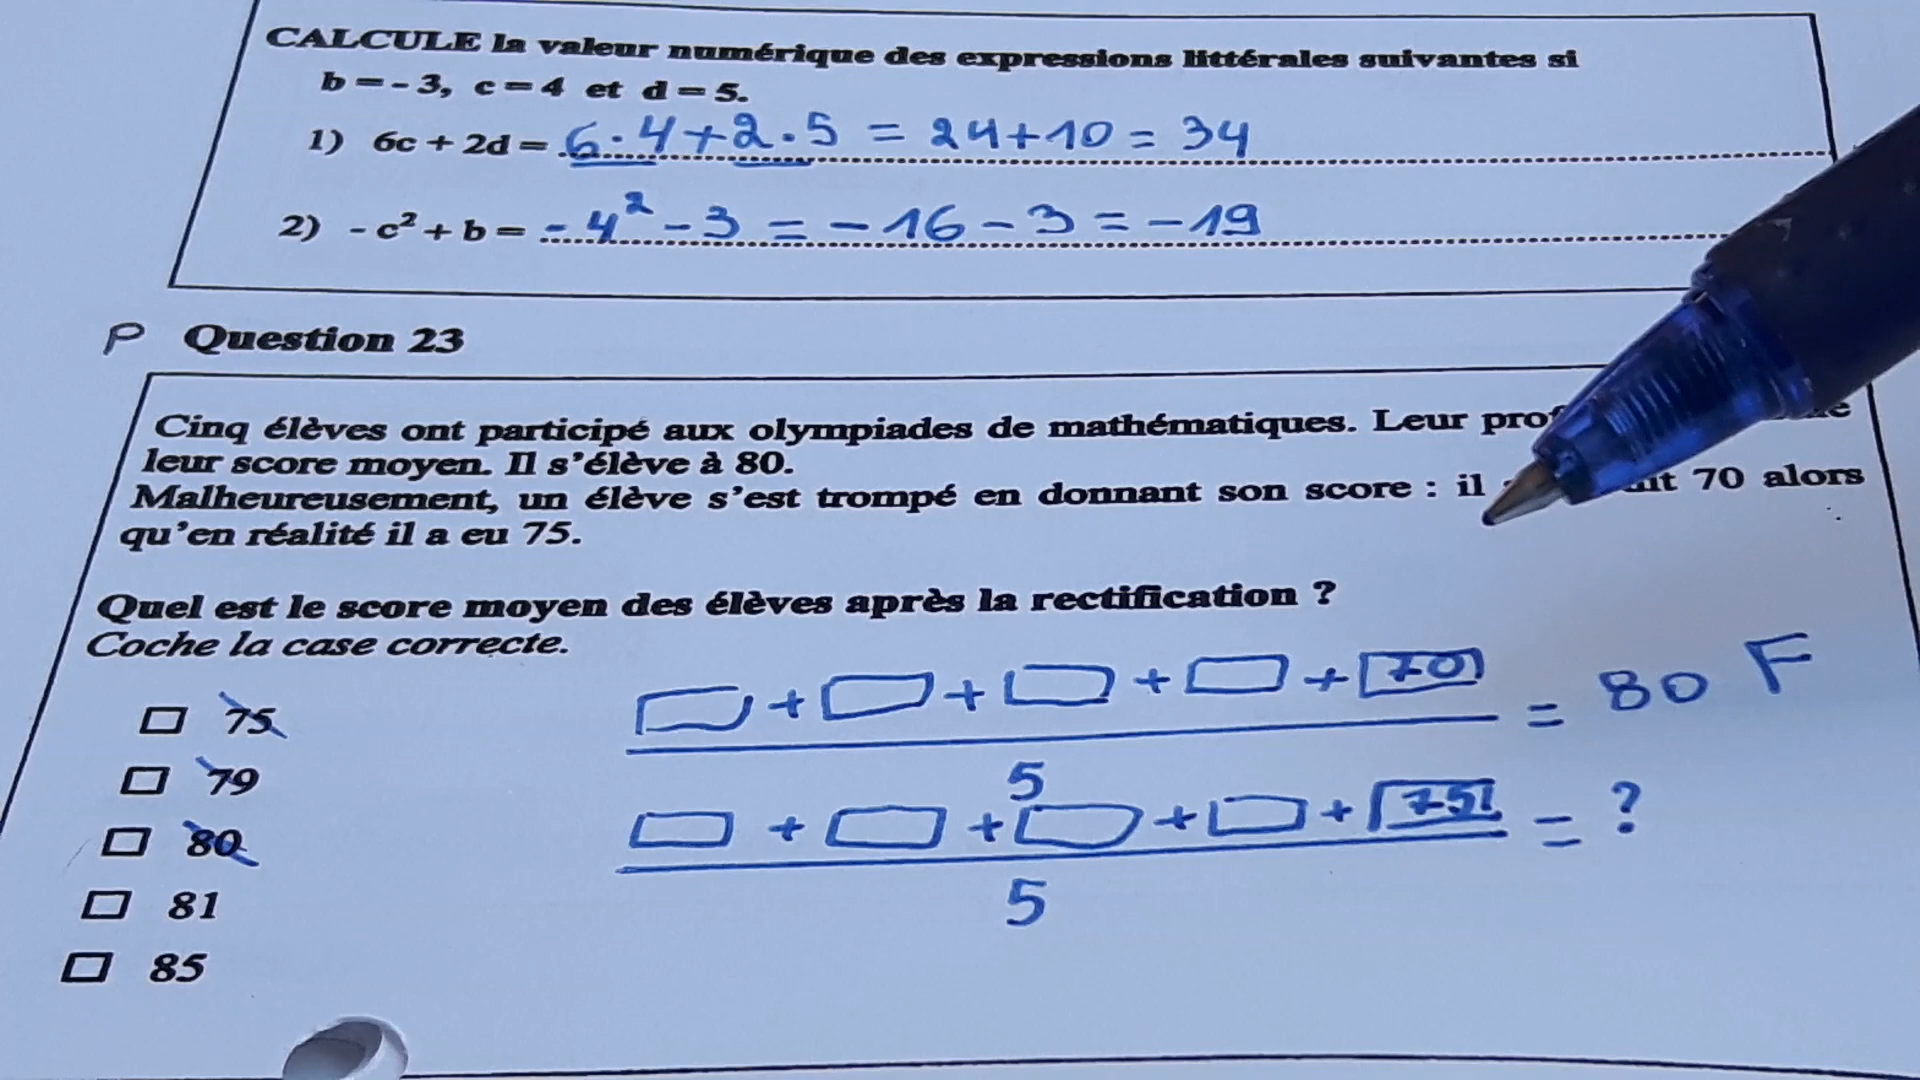 CALCULE la valeur numérique des expressions littérales suivantes si
b = - 3, c = 4 et d = 5.
1) 6c + 2d = 6 · 4 + 2 · 5 = 24 + 10 = 34
2) - c² + b = - 4² - 3 = - 16 - 3 = - 19
P Question 23
Cinq élèves ont participé aux olympiades de mathématiques. Leur
leur score moyen. Il s'élève à 80.
Malheureusement, un élève s'est trompé en donnant son score : il 70 alors
qu'en réalité il a eu 75.
Quel est le score moyen des élèves après la rectification ?
Coche la case correcte.
☐ + ☐ + ☐ + ☐ + 70 = 80 F
5
☐ 75
☐ 79
☐ + ☐ + ☐ + ☐ + 75 = ?
5
☐ 80
☐ 81
☐ 85